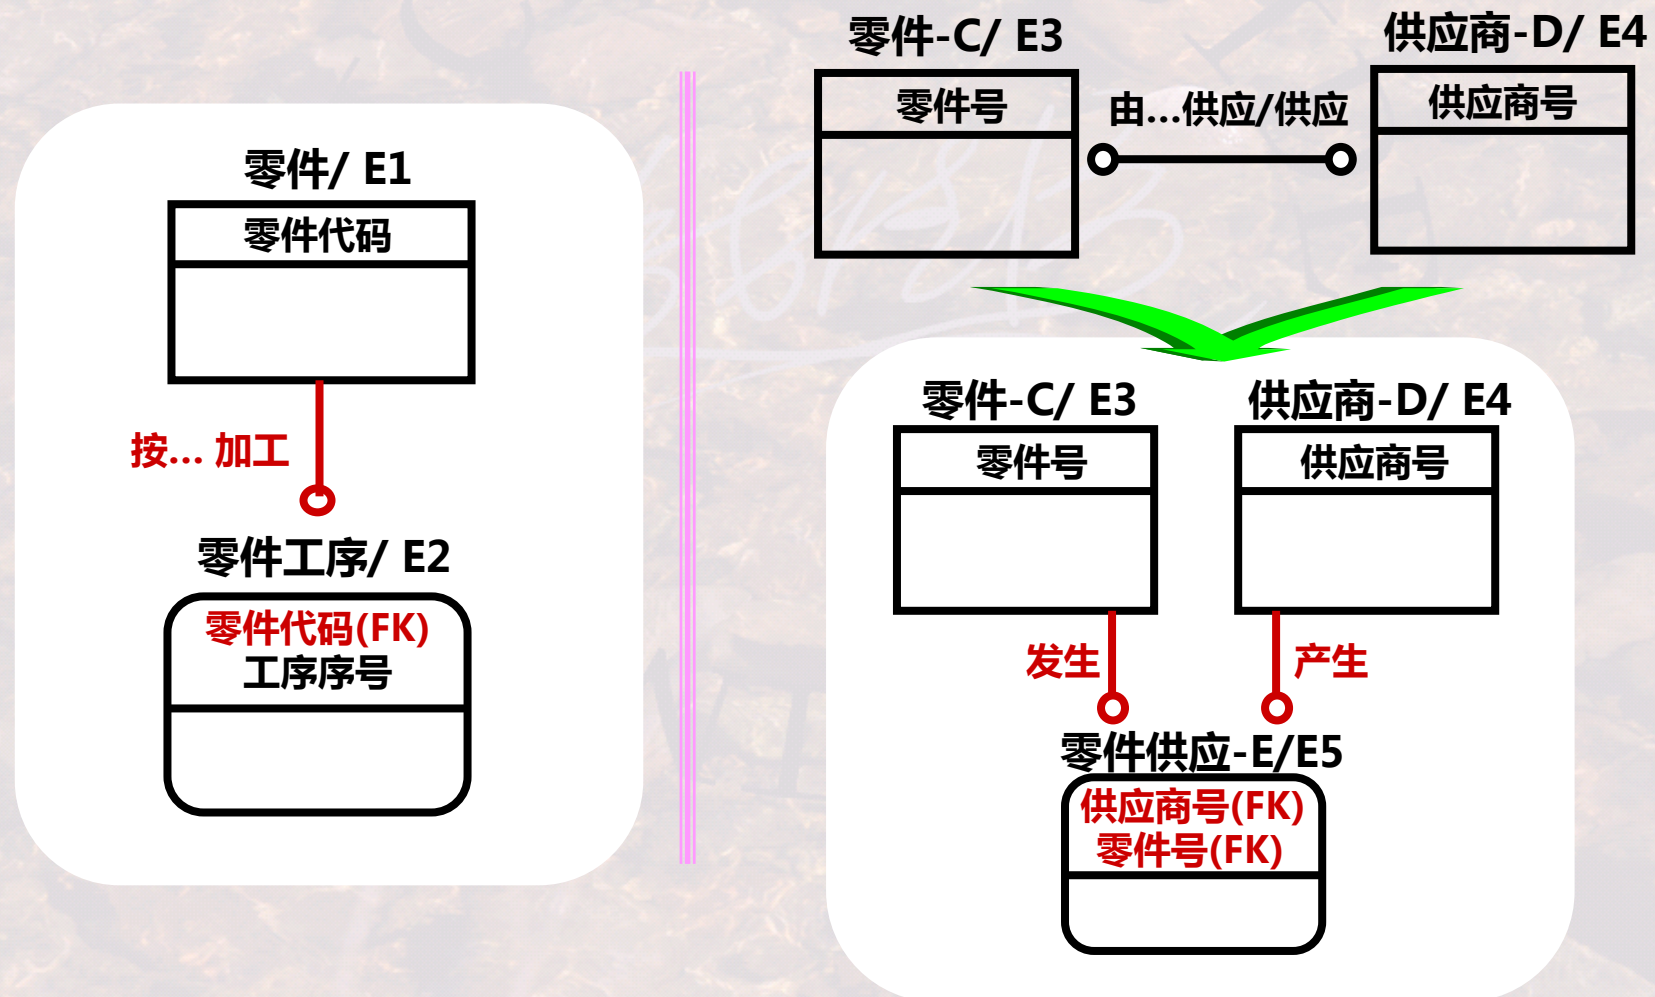 零件/ E1
零件代码
按... 加工
零件工序/ E2
零件代码(FK)
工序序号
零件-C/ E3
零件号
由...供应/供应
供应商-D/ E4
供应商号
零件-C/ E3
零件号
供应商-D/ E4
供应商号
发生
产生
零件供应-E/E5
供应商号(FK)
零件号(FK)